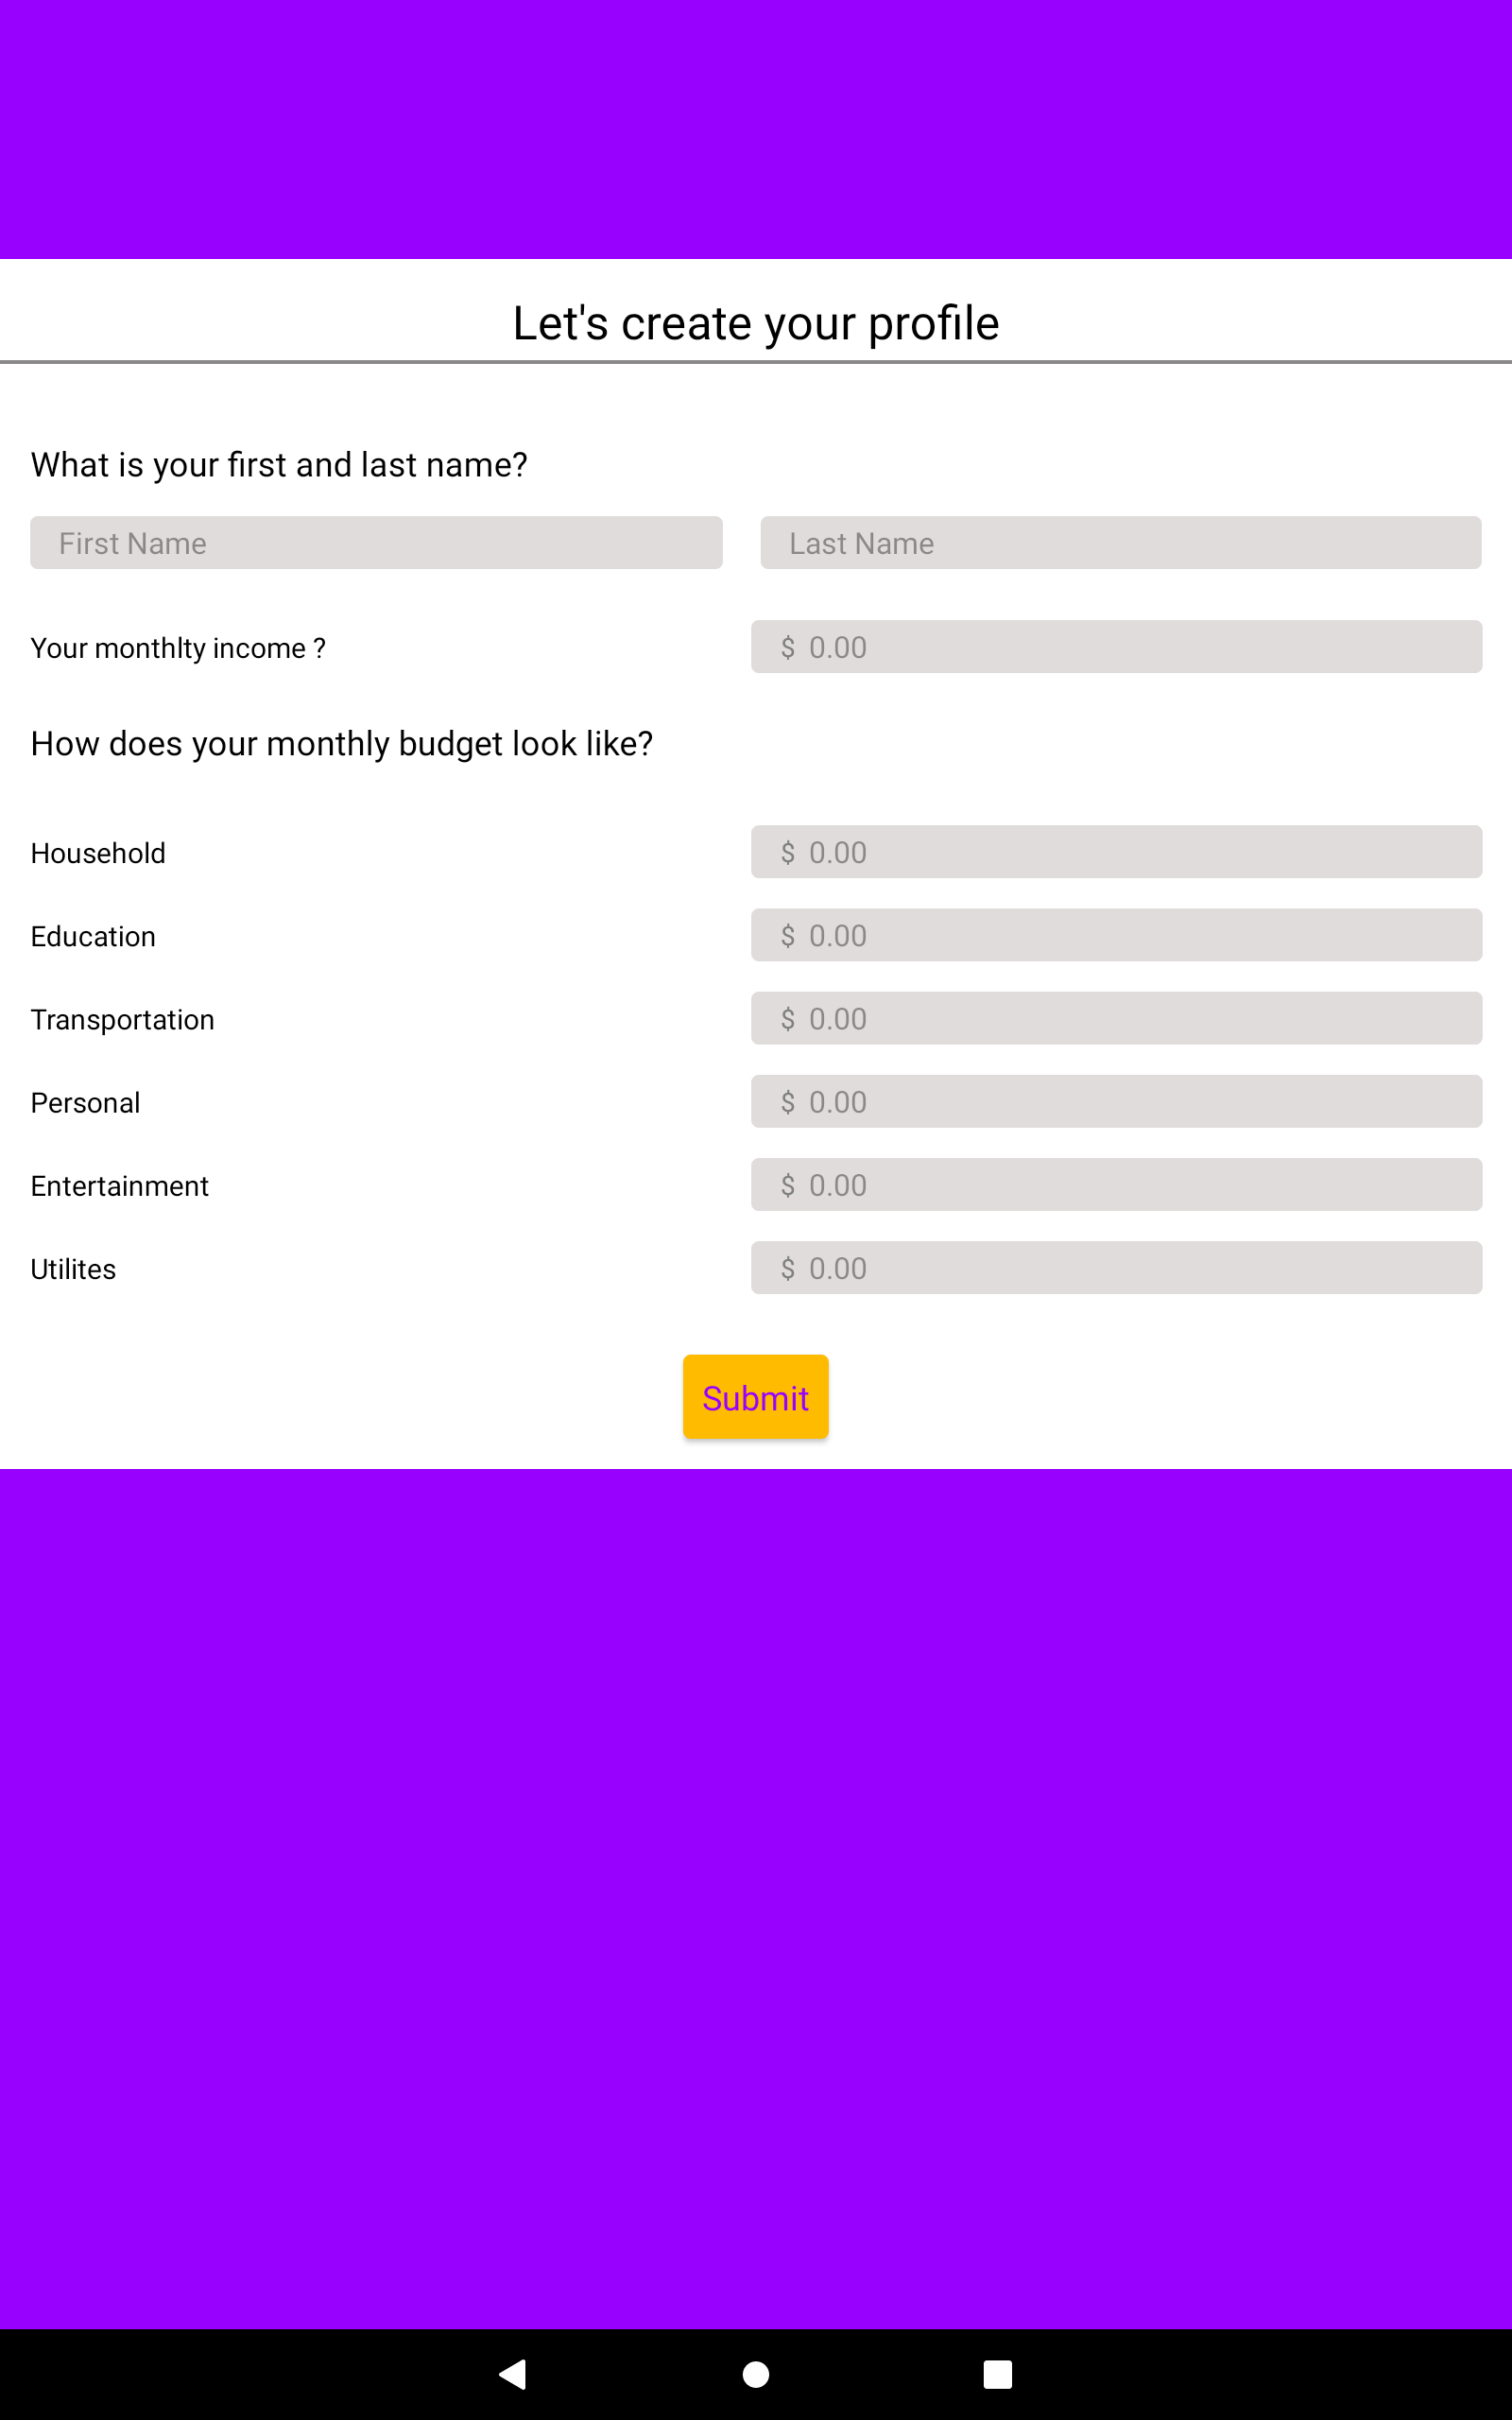 Let's create your profile
What is your first and last name?
First Name Last Name
Your monthlty income ? $ 0.00
How does your monthly budget look like?
Household $ 0.00
Education $ 0.00
Transportation $ 0.00
Personal $ 0.00
Entertainment $ 0.00
Utilites $ 0.00
Submit